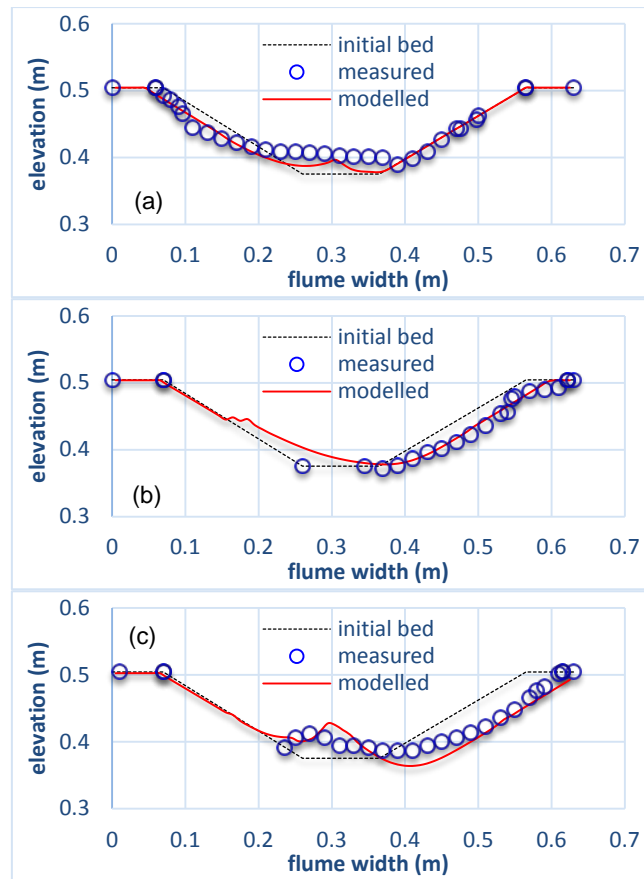 0.6
initial bed
measured
modelled
0.5
0.4
0.3
elevation (m)
(a)
0 0.1 0.2 0.3 0.4 0.5 0.6 0.7
flume width (m)
0.6
initial bed
measured
modelled
0.5
0.4
0.3
elevation (m)
(b)
0 0.1 0.2 0.3 0.4 0.5 0.6 0.7
flume width (m)
0.6
(c)
initial bed
measured
modelled
0.5
0.4
0.3
elevation (m)
0 0.1 0.2 0.3 0.4 0.5 0.6 0.7
flume width (m)